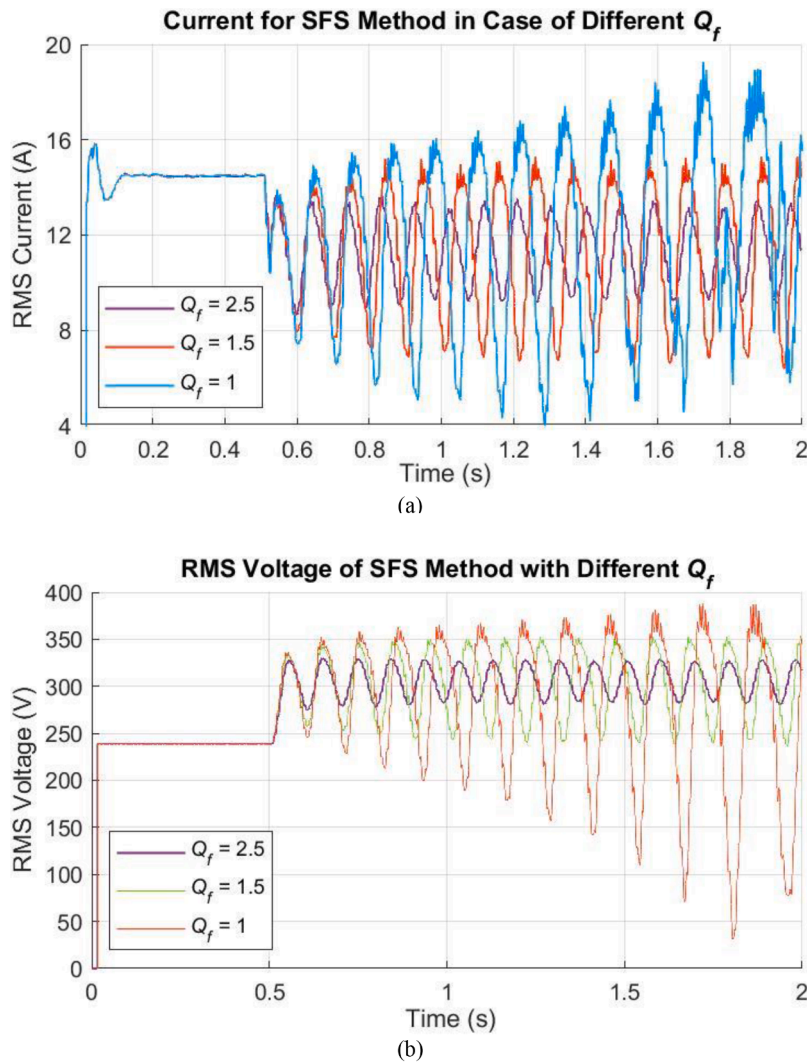 Current for SFS Method in Case of Different Q_f
20
16
12
8
4
RMS Current (A)
Q_f = 2.5
Q_f = 1.5
Q_f = 1
0 0.2 0.4 0.6 0.8 1 1.2 1.4 1.6 1.8 2
Time (s)
(a)
RMS Voltage of SFS Method with Different Q_f
400
350
300
250
200
150
100
50
0
RMS Voltage (V)
Q_f = 2.5
Q_f = 1.5
Q_f = 1
0 0.5 1 1.5 2
Time (s)
(b)